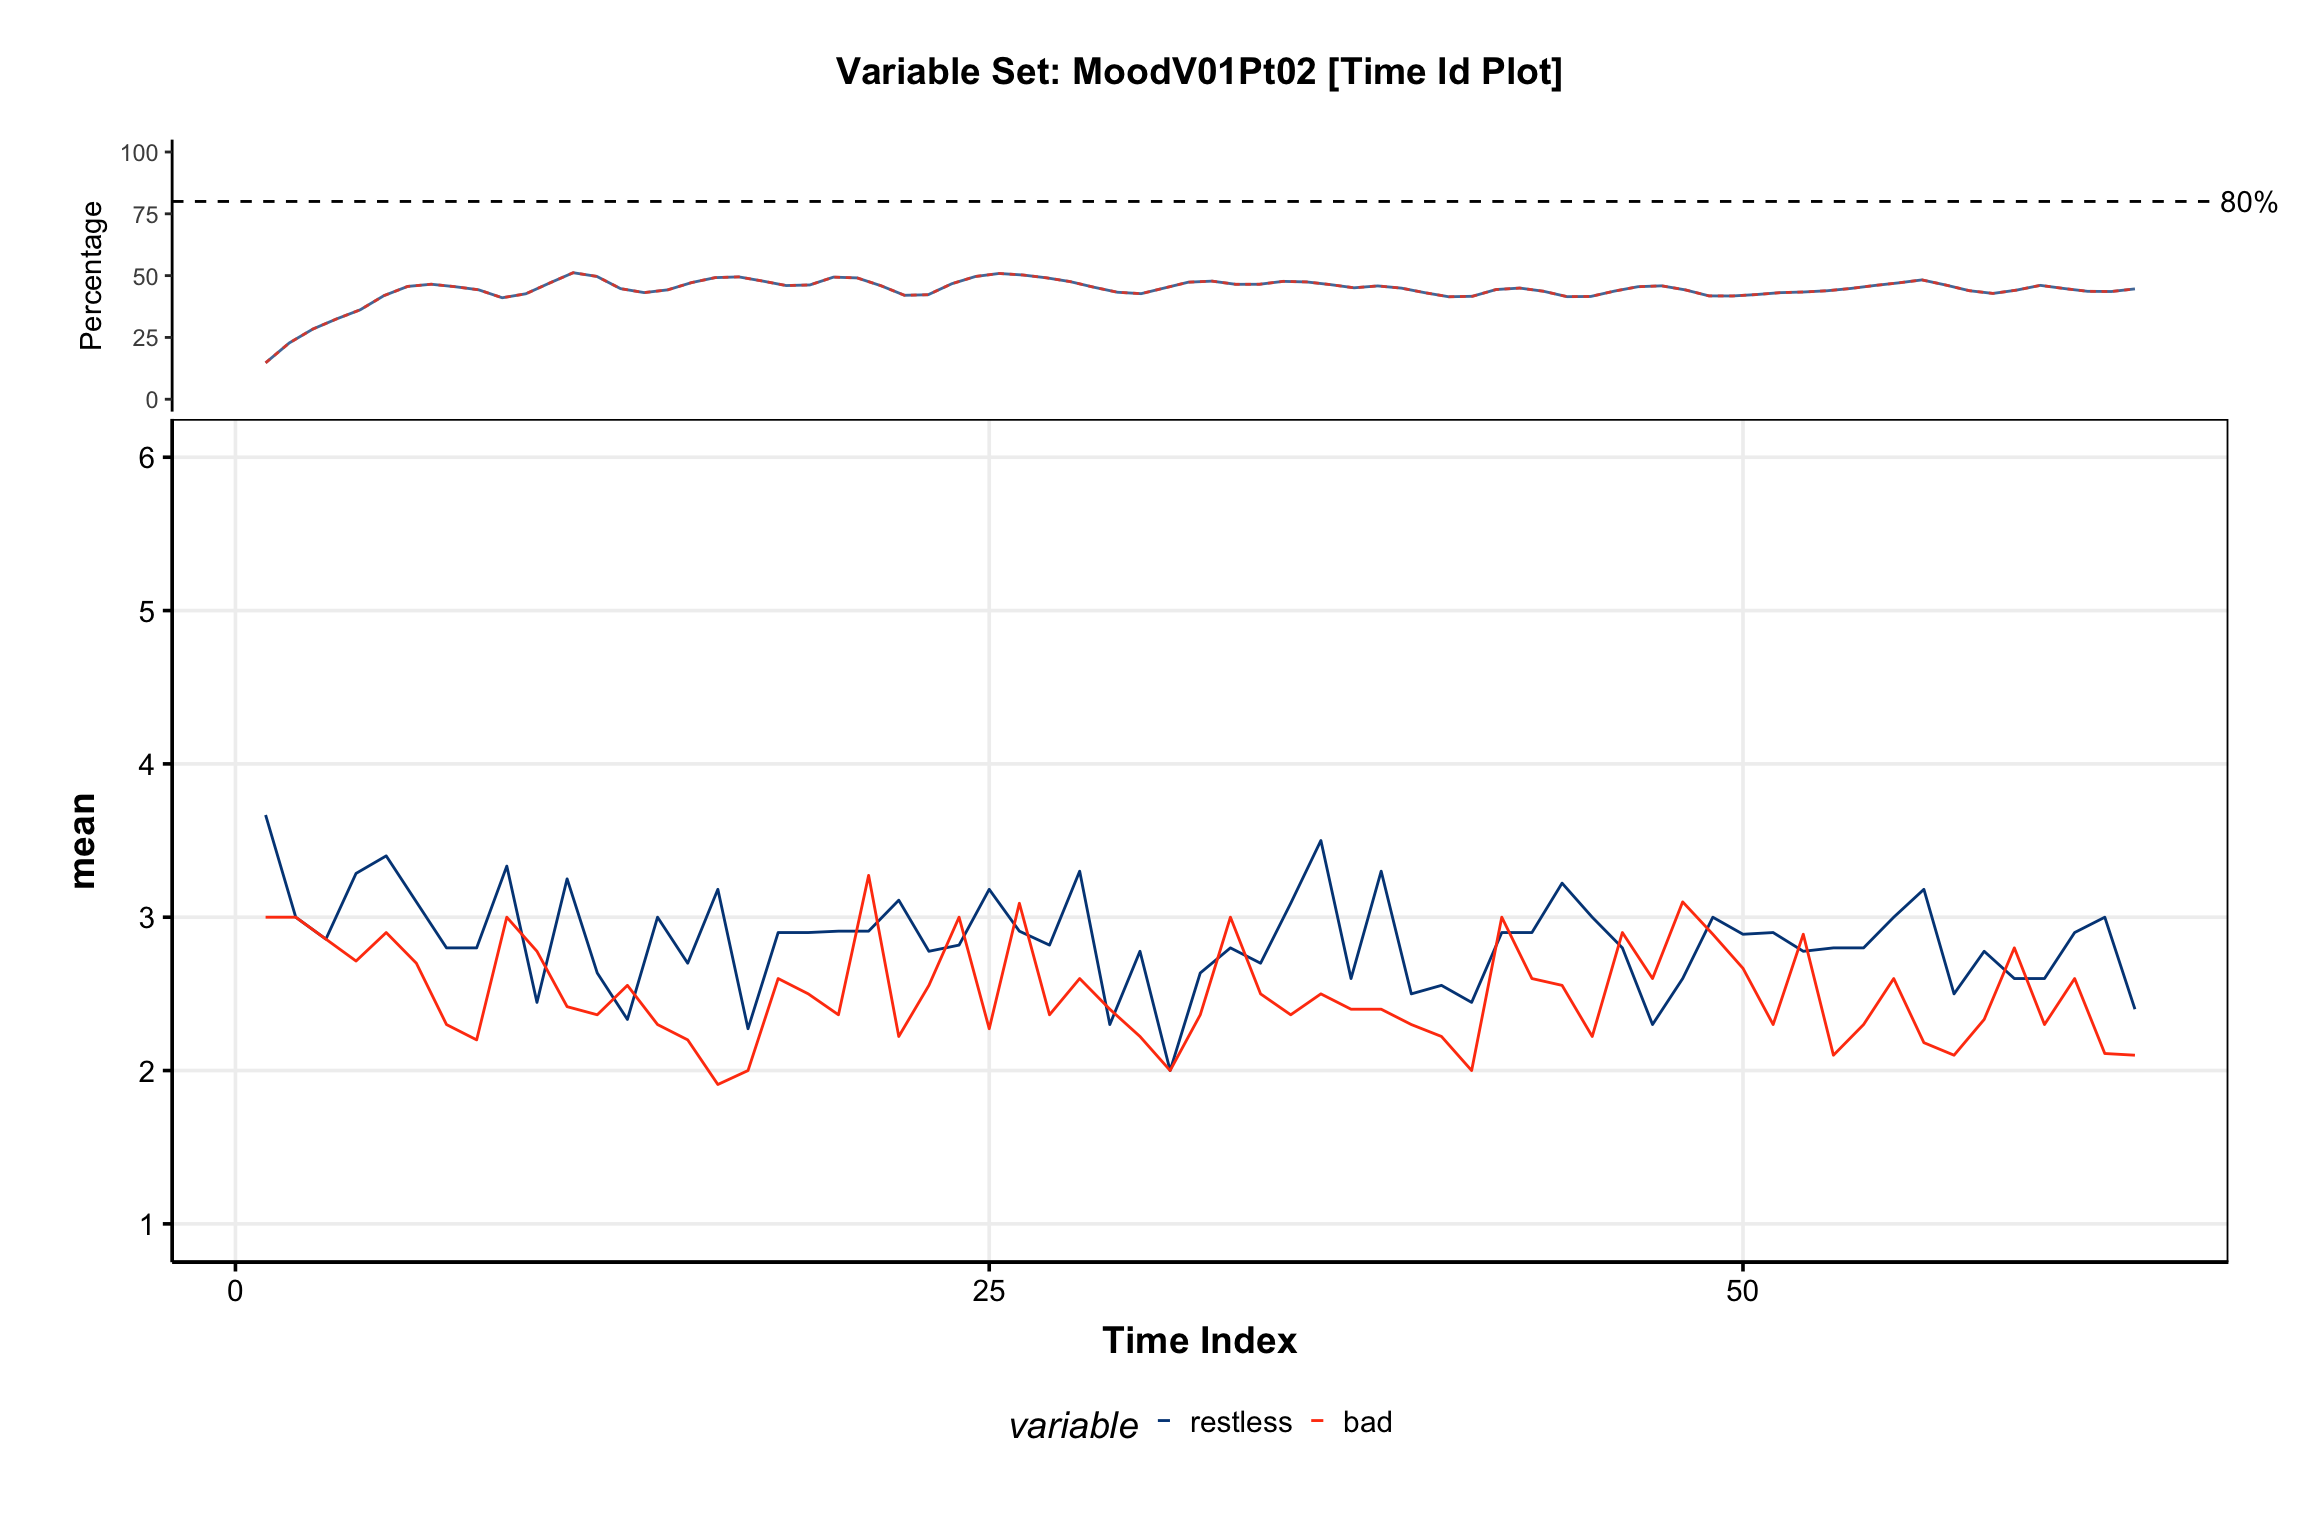 Variable Set: MoodV01Pt02 [Time Id Plot]
100
80%
75
Percentage
50
25
0
6
5
4
mean
3
2
1
0 25 50
Time Index
variable restless bad